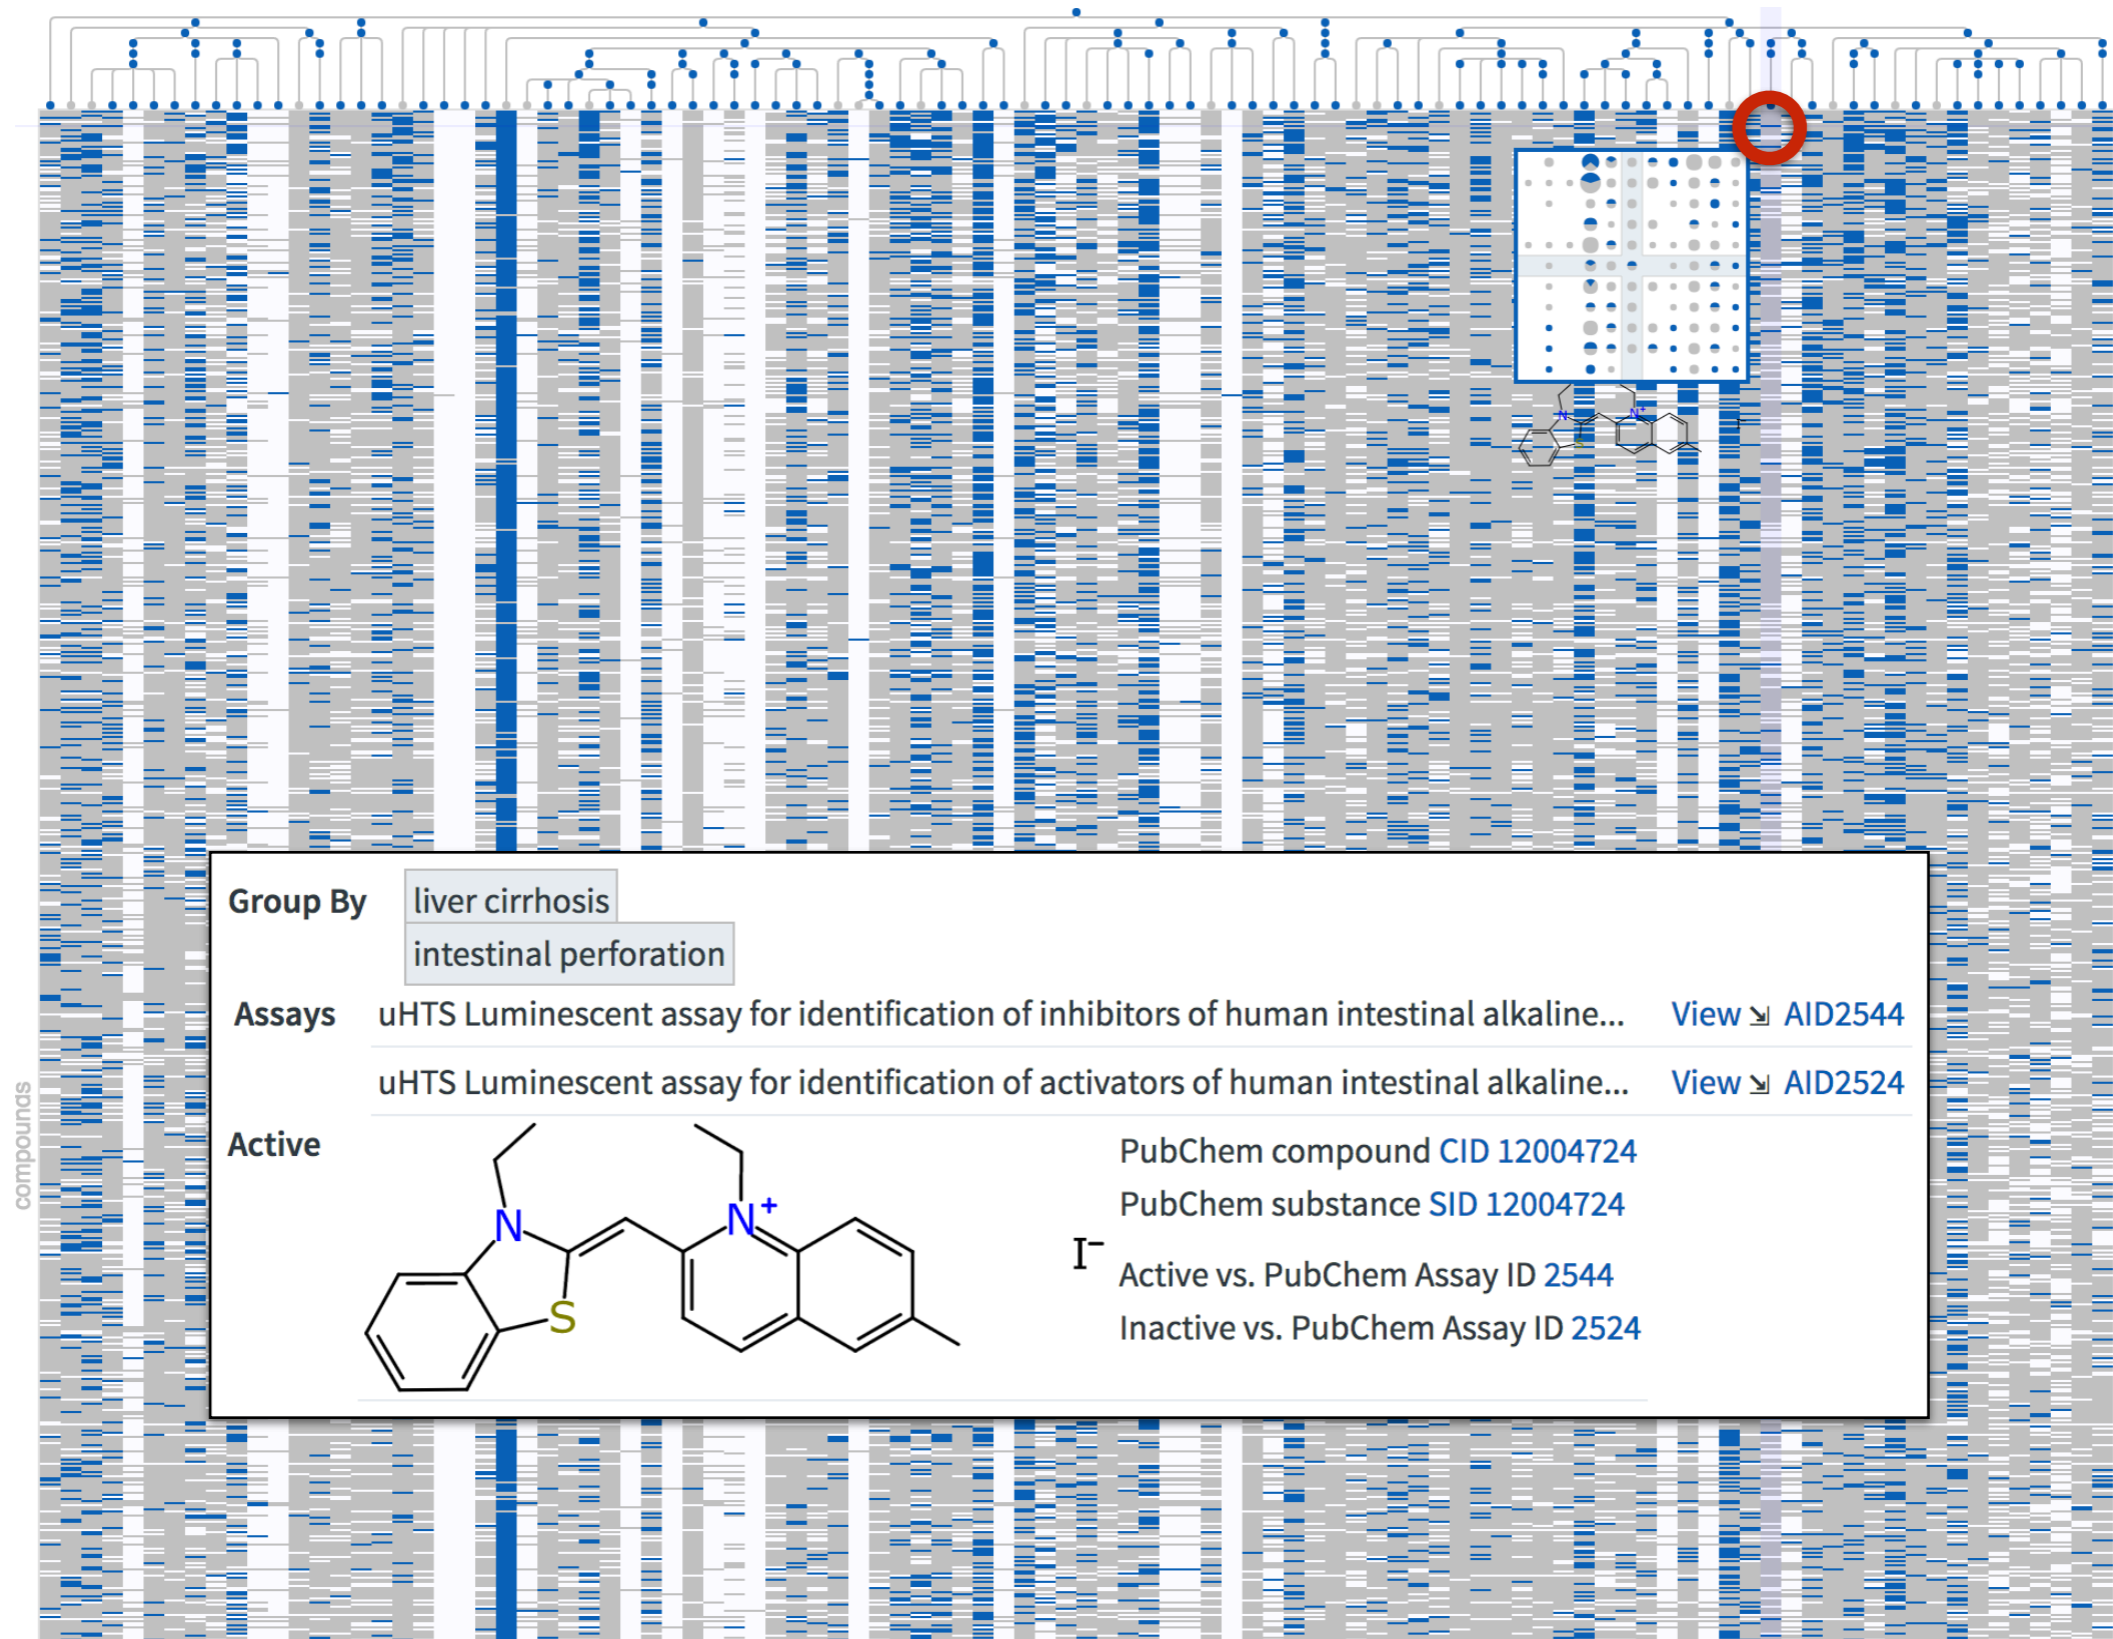 N
N+
S
I-
Group By
liver cirrhosis
intestinal perforation
Assays
uHTS Luminescent assay for identification of inhibitors of human intestinal alkaline... View ⇲ AID2544
uHTS Luminescent assay for identification of activators of human intestinal alkaline... View ⇲ AID2524
Active
N
N+
S
I−
PubChem compound CID 12004724
PubChem substance SID 12004724
Active vs. PubChem Assay ID 2544
Inactive vs. PubChem Assay ID 2524
compounds